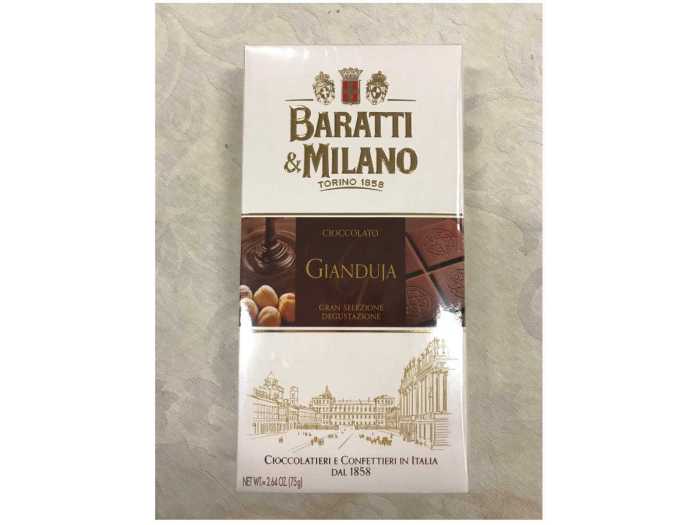 BARATTI
& MILANO
TORINO 1858
CIOCCOLATO
GIANDUJA
GRAN SELEZIONE
DEGUSTAZIONE
CIOCCOLATIERI E CONFETTIERI IN ITALIA
DAL 1858
NET WT.= 2.64 OZ. (75g)